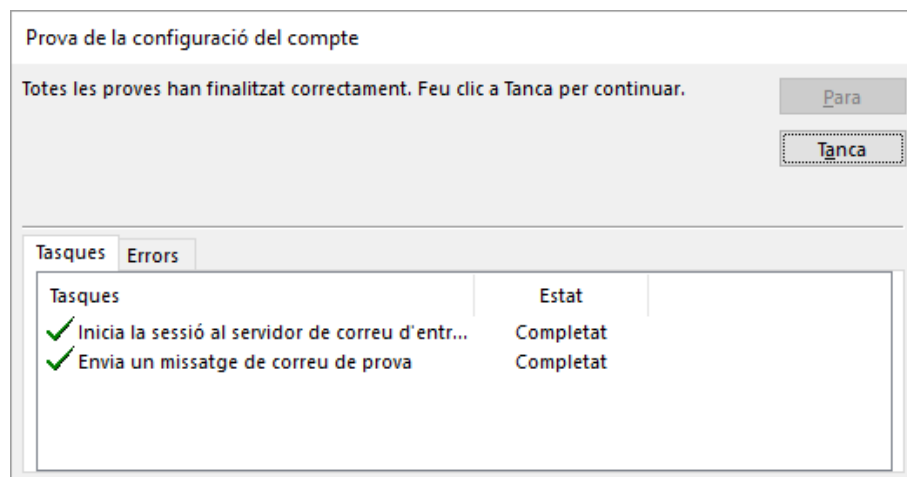 Prova de la configuració del compte
Totes les proves han finalitzat correctament. Feu clic a Tanca per continuar.
Para
Tanca
Tasques Errors
Tasques Estat
Inicia la sessió al servidor de correu d'entr... Completat
Envia un missatge de correu de prova Completat